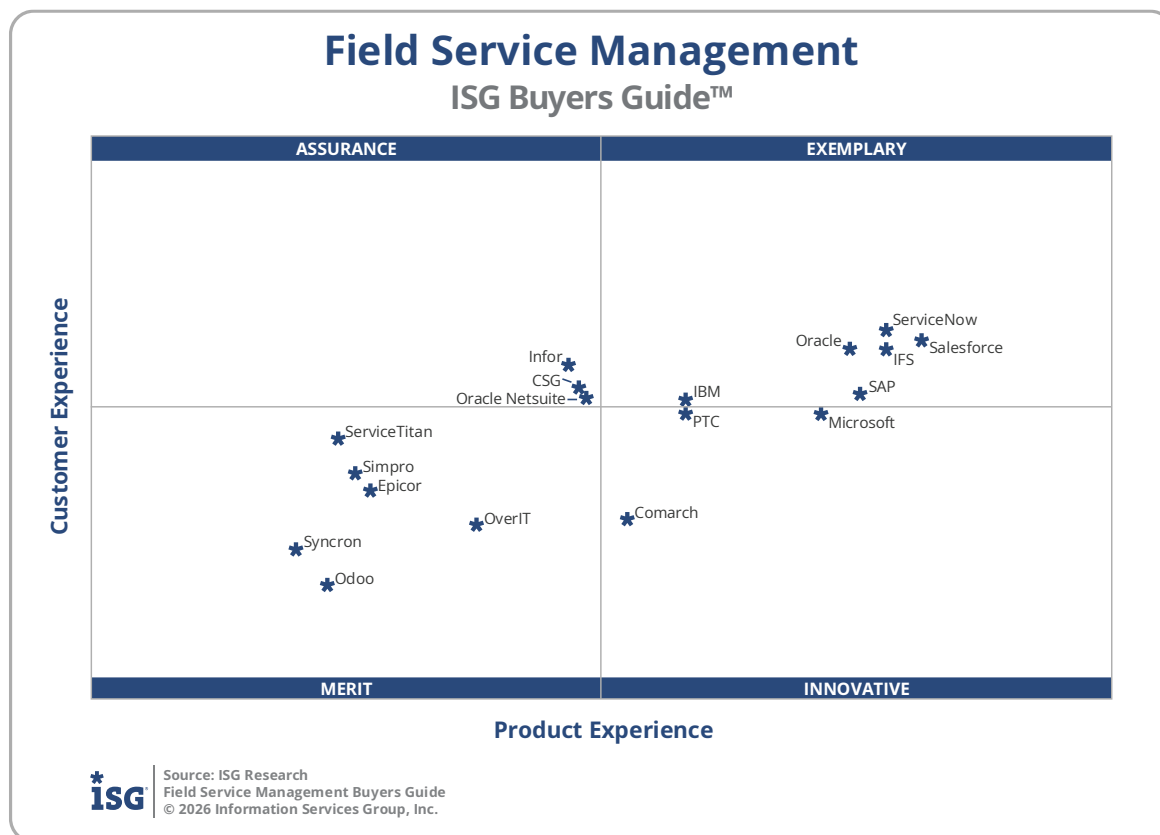 Field Service Management
ISG Buyers Guide™
ASSURANCE
EXEMPLARY
Customer Experience
ServiceNow
Oracle
Salesforce
IFS
Infor
CSG
Oracle Netsuite
IBM
SAP
PTC
Microsoft
ServiceTitan
Simpro
Epicor
OverIT
Comarch
Syncron
Odoo
MERIT
INNOVATIVE
Product Experience
ISG
Source: ISG Research
Field Service Management Buyers Guide
© 2026 Information Services Group, Inc.